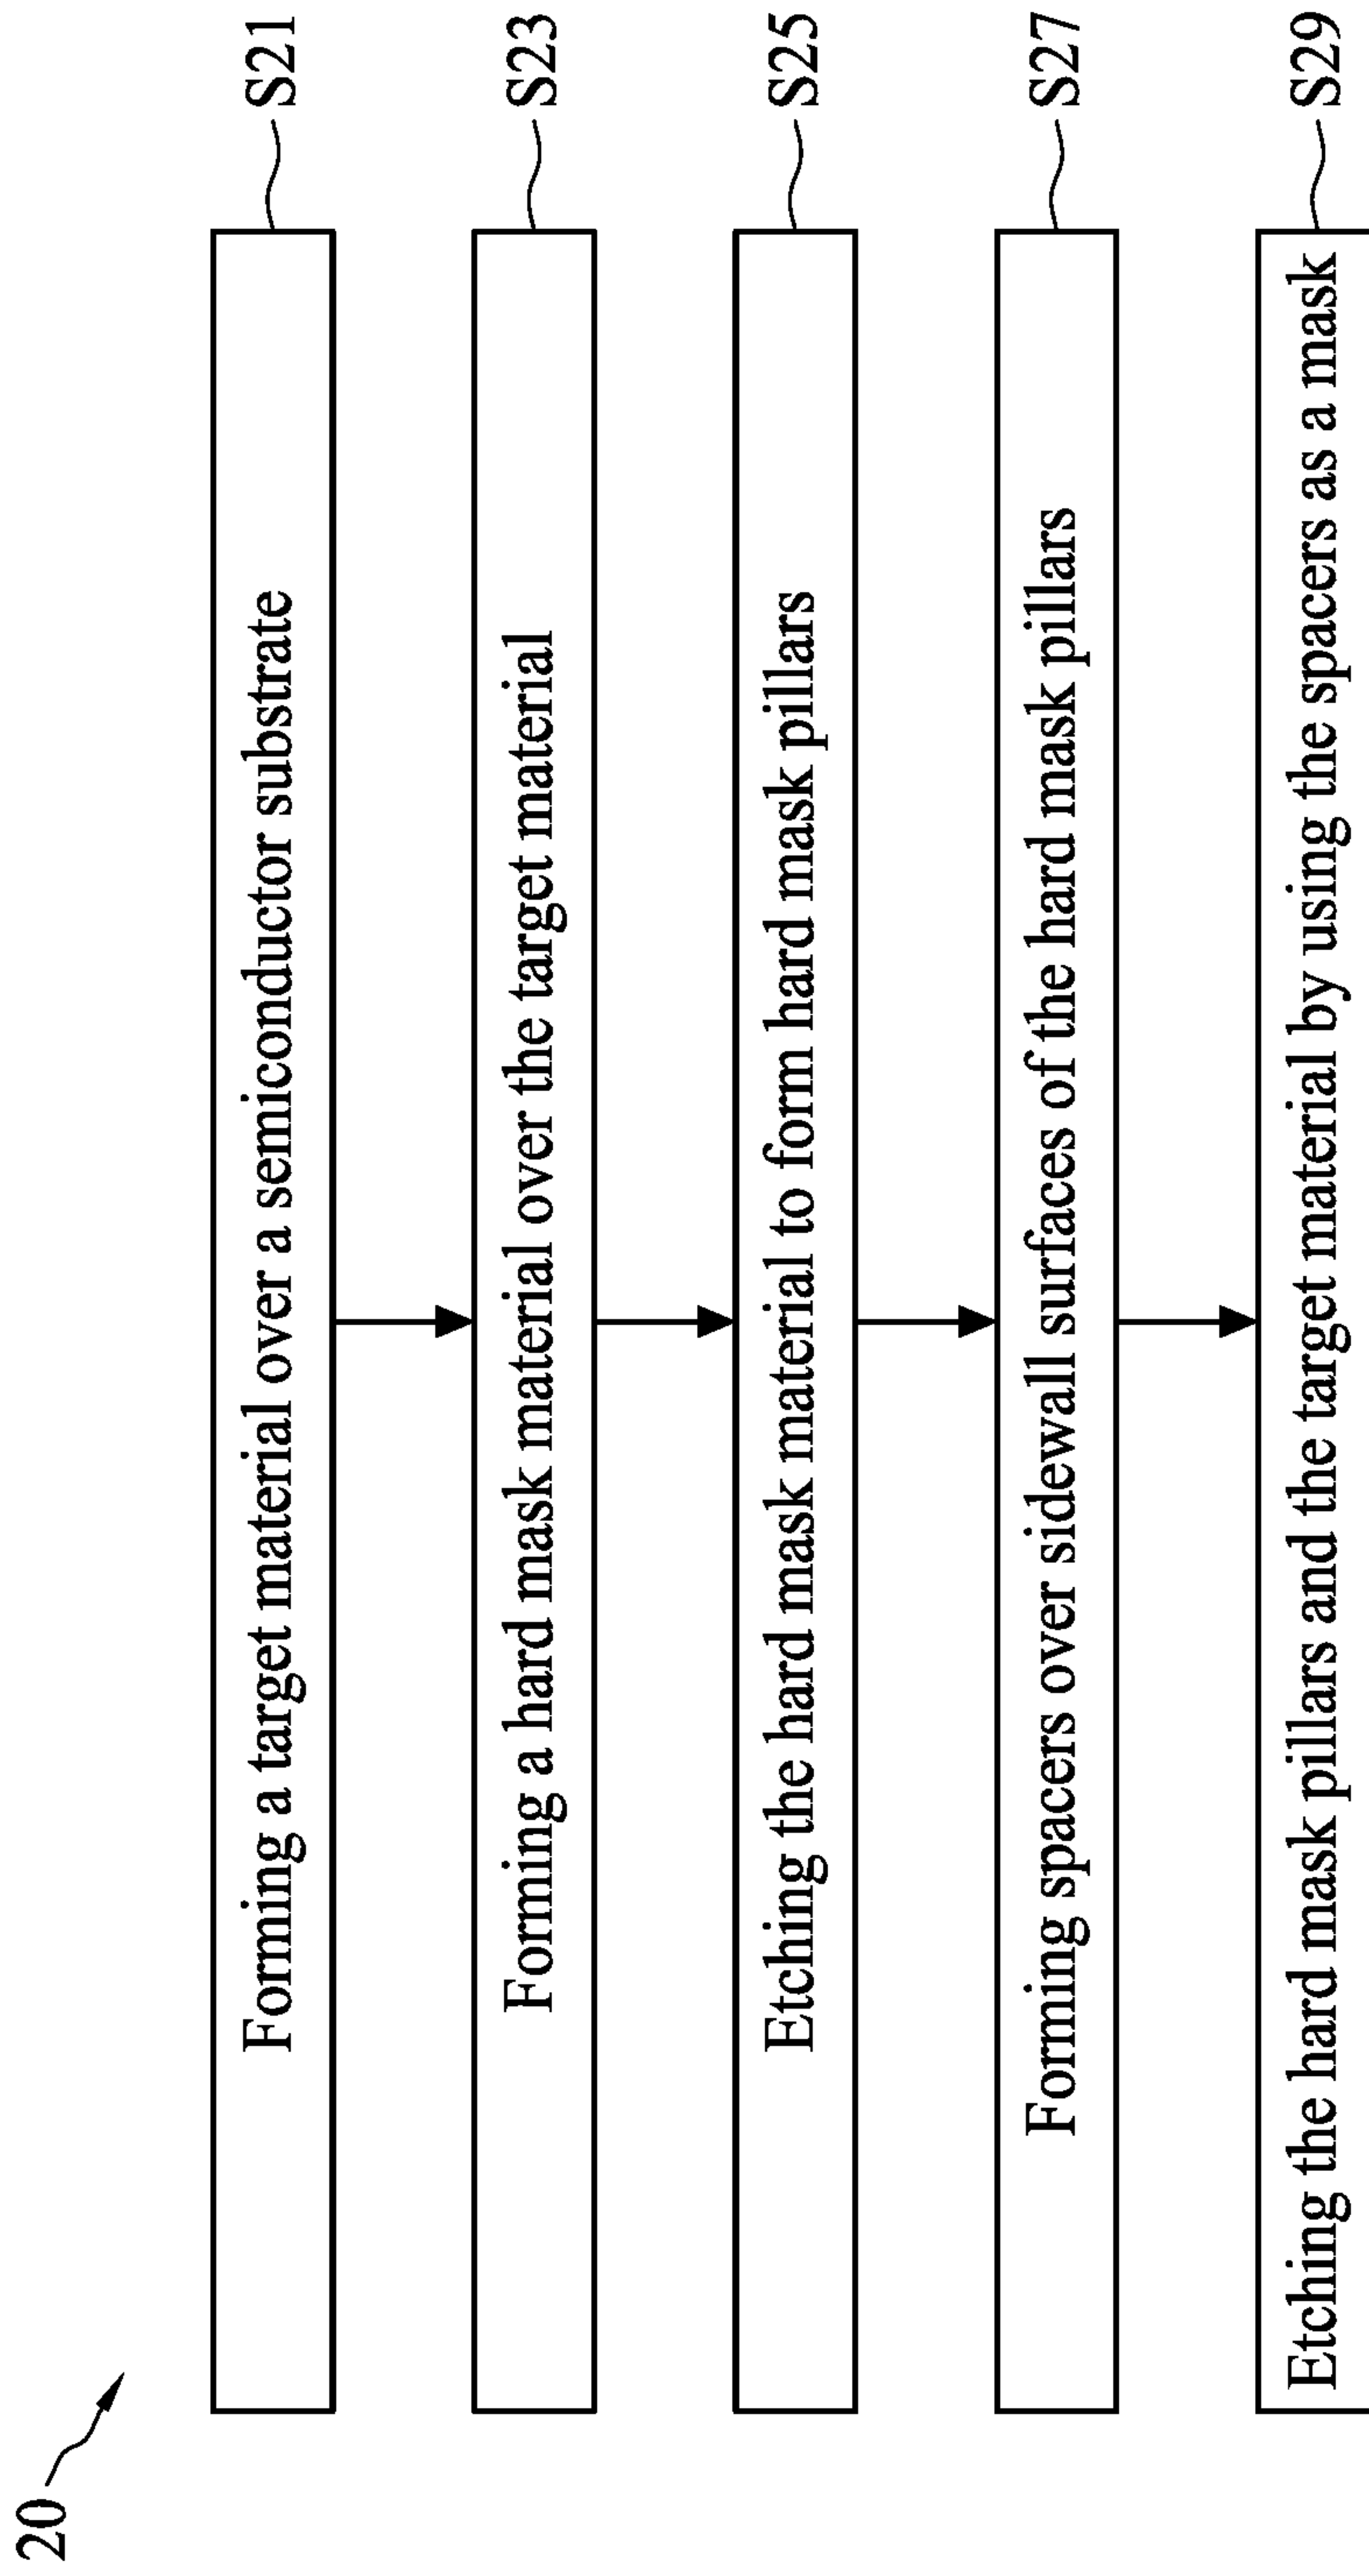 20
Forming a target material over a semiconductor substrate
S21
Forming a hard mask material over the target material
S23
Etching the hard mask material to form hard mask pillars
S25
Forming spacers over sidewall surfaces of the hard mask pillars
S27
Etching the hard mask pillars and the target material by using the spacers as a mask
S29